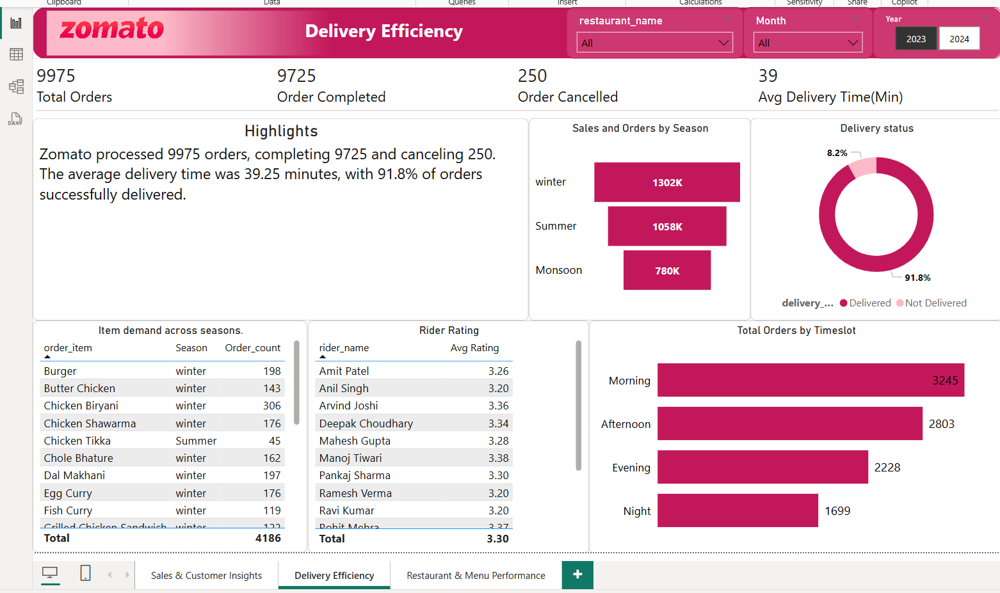 Clipboard Data Queries Insert Calculations Sensitivity Share Copilot
zomato
Delivery Efficiency
restaurant_name
All
Month
All
Year
2023 2024
DAX
9975
Total Orders
9725
Order Completed
250
Order Cancelled
39
Avg Delivery Time(Min)
Highlights
Zomato processed 9975 orders, completing 9725 and canceling 250.
The average delivery time was 39.25 minutes, with 91.8% of orders
successfully delivered.
Sales and Orders by Season
winter 1302K
Summer 1058K
Monsoon 780K
Delivery status
8.2%
91.8%
delivery_... Delivered Not Delivered
Item demand across seasons.
order_item Season Order_count
Burger winter 198
Butter Chicken winter 143
Chicken Biryani winter 306
Chicken Shawarma winter 176
Chicken Tikka Summer 45
Chole Bhature winter 162
Dal Makhani winter 197
Egg Curry winter 176
Fish Curry winter 119
Grilled Chicken Sandwich winter 122
Total 4186
Rider Rating
rider_name Avg Rating
Amit Patel 3.26
Anil Singh 3.20
Arvind Joshi 3.36
Deepak Choudhary 3.34
Mahesh Gupta 3.28
Manoj Tiwari 3.38
Pankaj Sharma 3.30
Ramesh Verma 3.20
Ravi Kumar 3.20
Rohit Mehra 3.37
Total 3.30
Total Orders by Timeslot
Morning 3245
Afternoon 2803
Evening 2228
Night 1699
Sales & Customer Insights Delivery Efficiency Restaurant & Menu Performance +